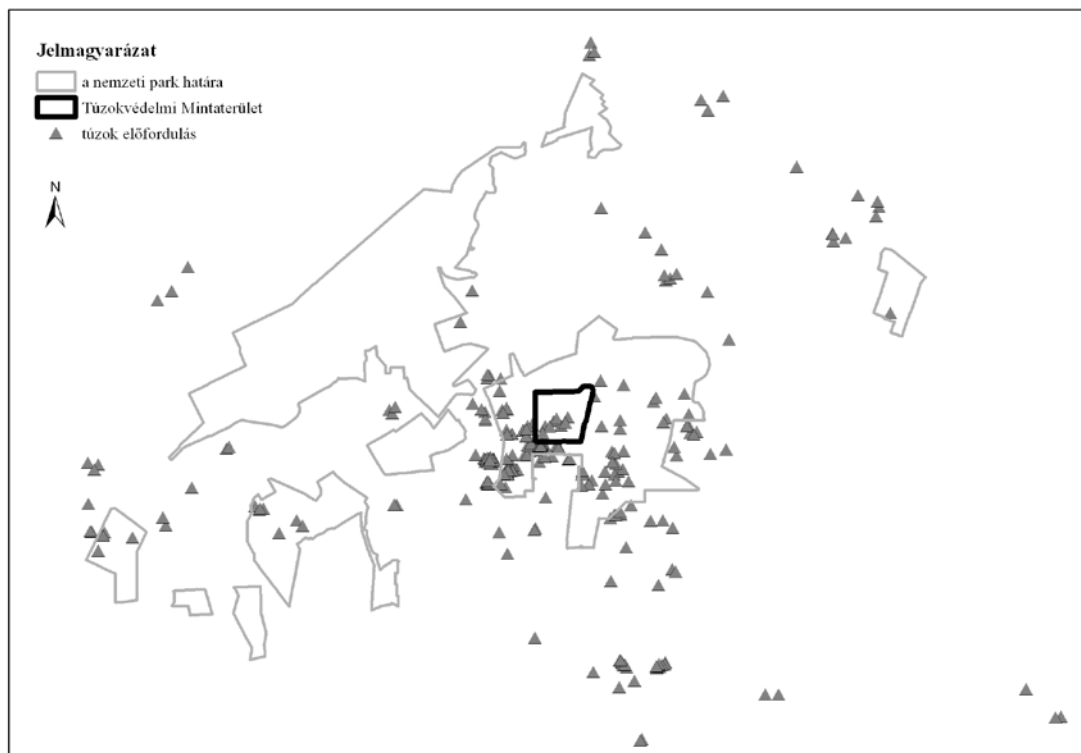 Jelmagyarázat
a nemzeti park határa
Túzokvédelmi Mintaterület
túzok előfordulás
N